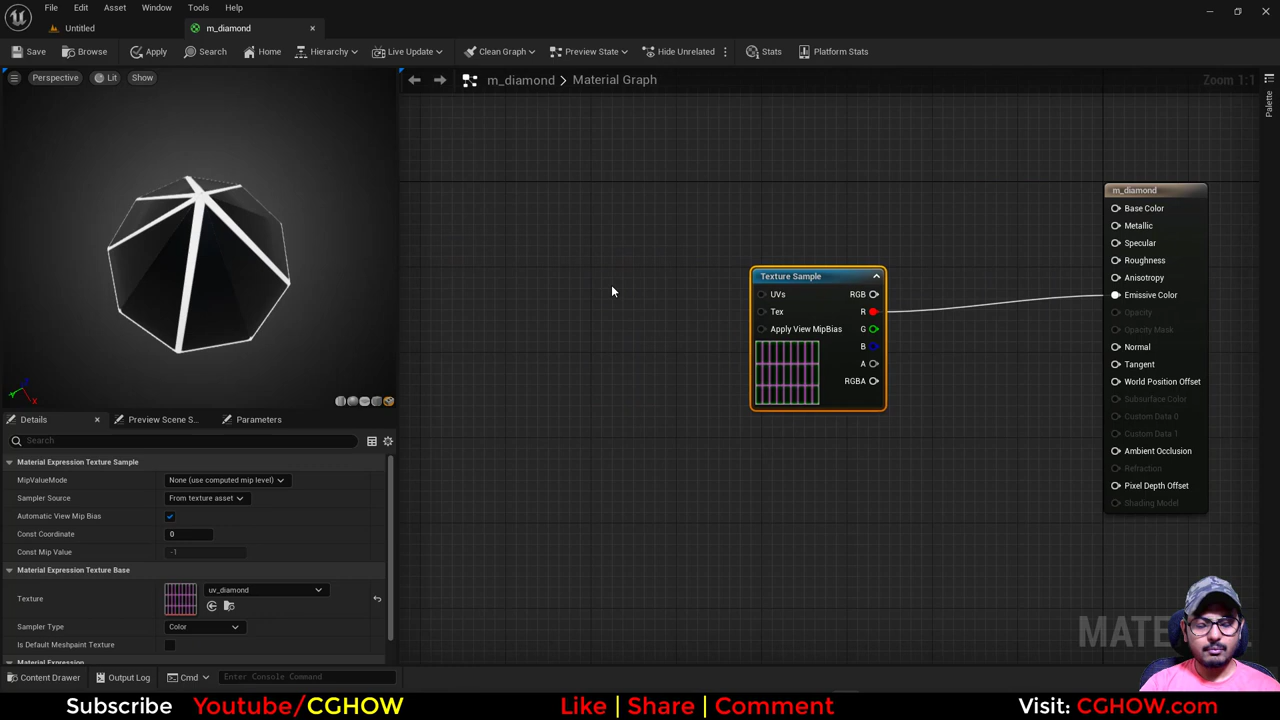 File Edit Asset Window Tools Help
Untitled m_diamond
Save Browse Apply Search Home Hierarchy Live Update Clean Graph Preview State Hide Unrelated Stats Platform Stats
Perspective Lit Show
m_diamond > Material Graph
Zoom 1:1
Palette
m_diamond
Base Color
Metallic
Specular
Roughness
Anisotropy
Emissive Color
Opacity
Opacity Mask
Normal
Tangent
World Position Offset
Subsurface Color
Custom Data 0
Custom Data 1
Ambient Occlusion
Refraction
Pixel Depth Offset
Shading Model
Texture Sample
UVs RGB
Tex R
Apply View MipBias G
B
A
RGBA
Details Preview Scene S... Parameters
Search
Material Expression Texture Sample
MipValueMode None (use computed mip level)
Sampler Source From texture asset
Automatic View Mip Bias
Const Coordinate 0
Const Mip Value -1
Material Expression Texture Base
Texture uv_diamond
Sampler Type Color
Is Default Meshpaint Texture
Material Expression
Content Drawer Output Log Cmd Enter Console Command
Subscribe Youtube/CGHOW Like | Share | Comment Visit: CGHOW.com